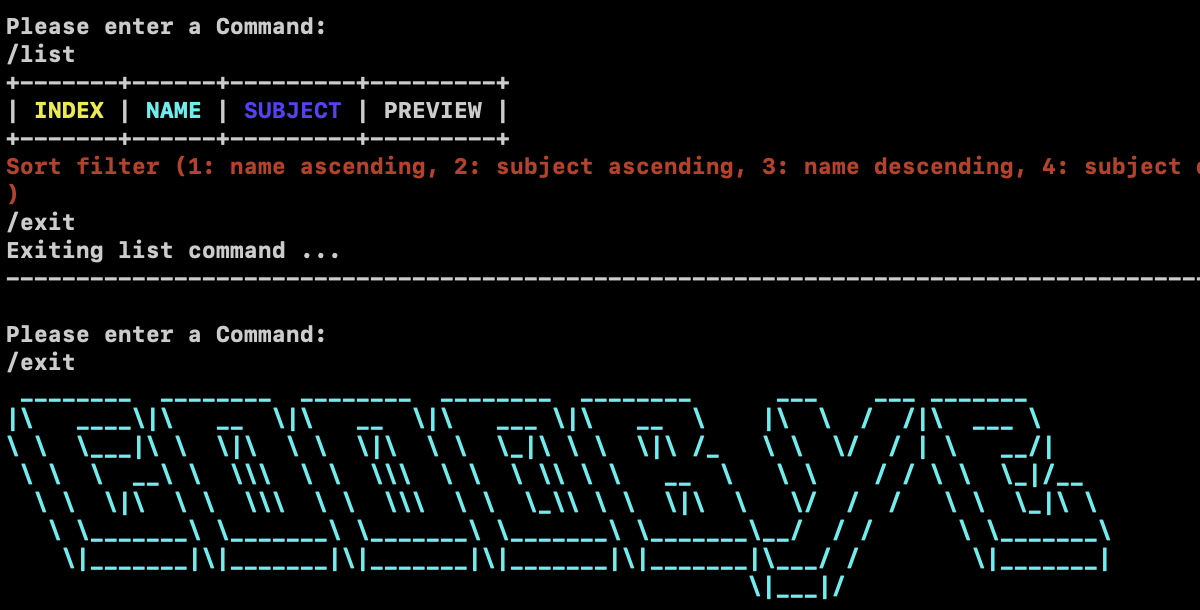 Please enter a Command:
/list
+-------+------+---------+---------+
| INDEX | NAME | SUBJECT | PREVIEW |
+-------+------+---------+---------+
Sort filter (1: name ascending, 2: subject ascending, 3: name descending, 4: subject
)
/exit
Exiting list command ...
Please enter a Command:
/exit